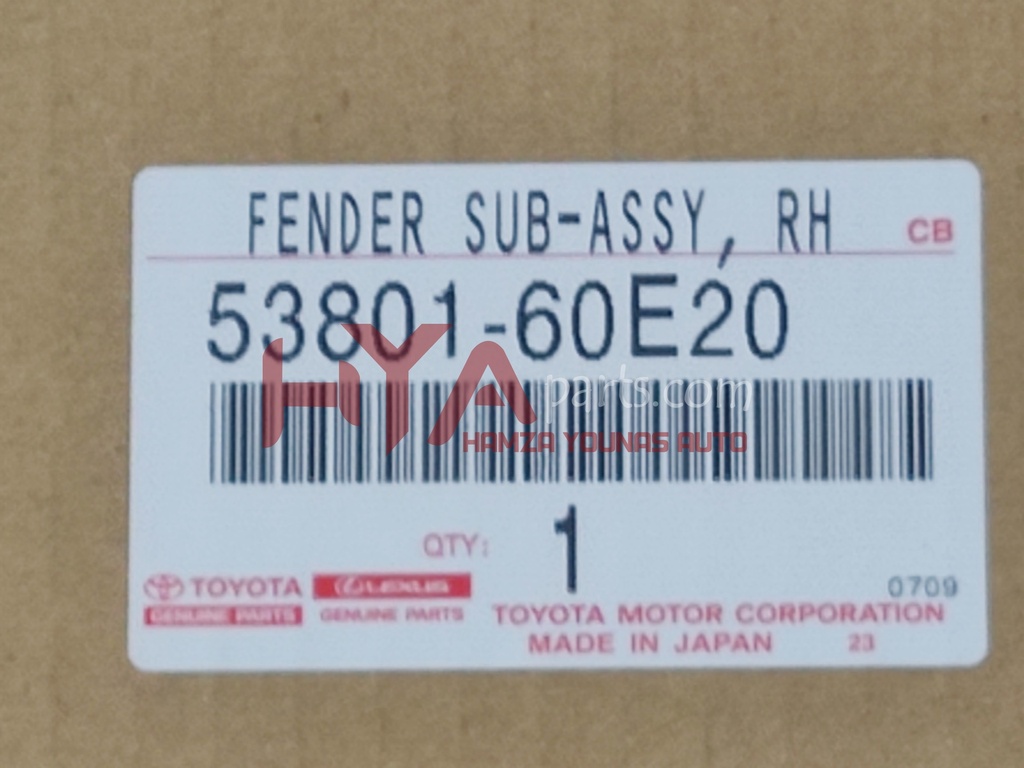 FENDER SUB-ASSY, RH CB
53801-60E20
HYA parts.com
HAMZA YOUNAS AUTO
QTY: 1
TOYOTA LEXUS 0709
GENUINE PARTS GENUINE PARTS TOYOTA MOTOR CORPORATION
MADE IN JAPAN 23